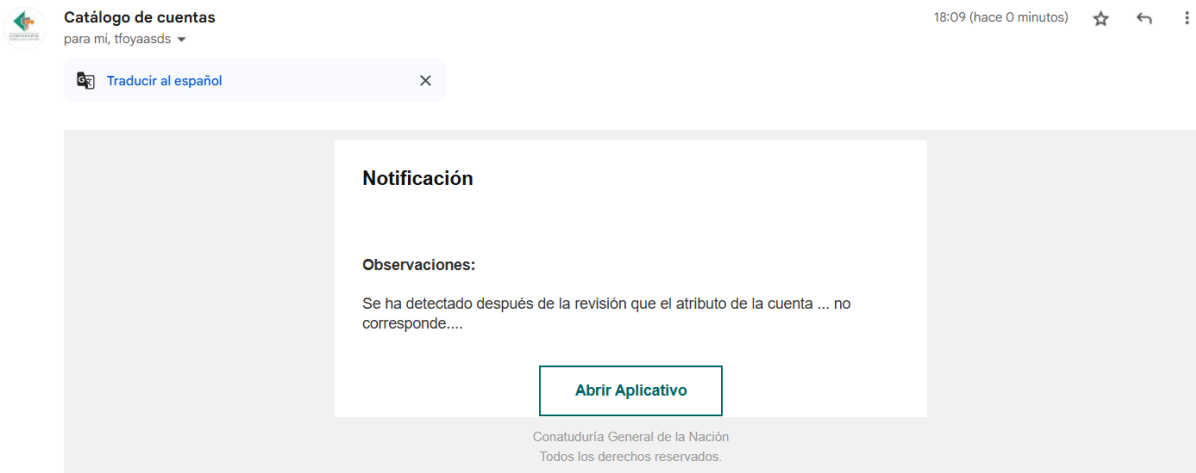 Catálogo de cuentas
18:09 (hace 0 minutos)
para mí, tfoyaasds
Traducir al español
Notificación
Observaciones:
Se ha detectado después de la revisión que el atributo de la cuenta ... no
corresponde....
Abrir Aplicativo
Conatuduría General de la Nación
Todos los derechos reservados.